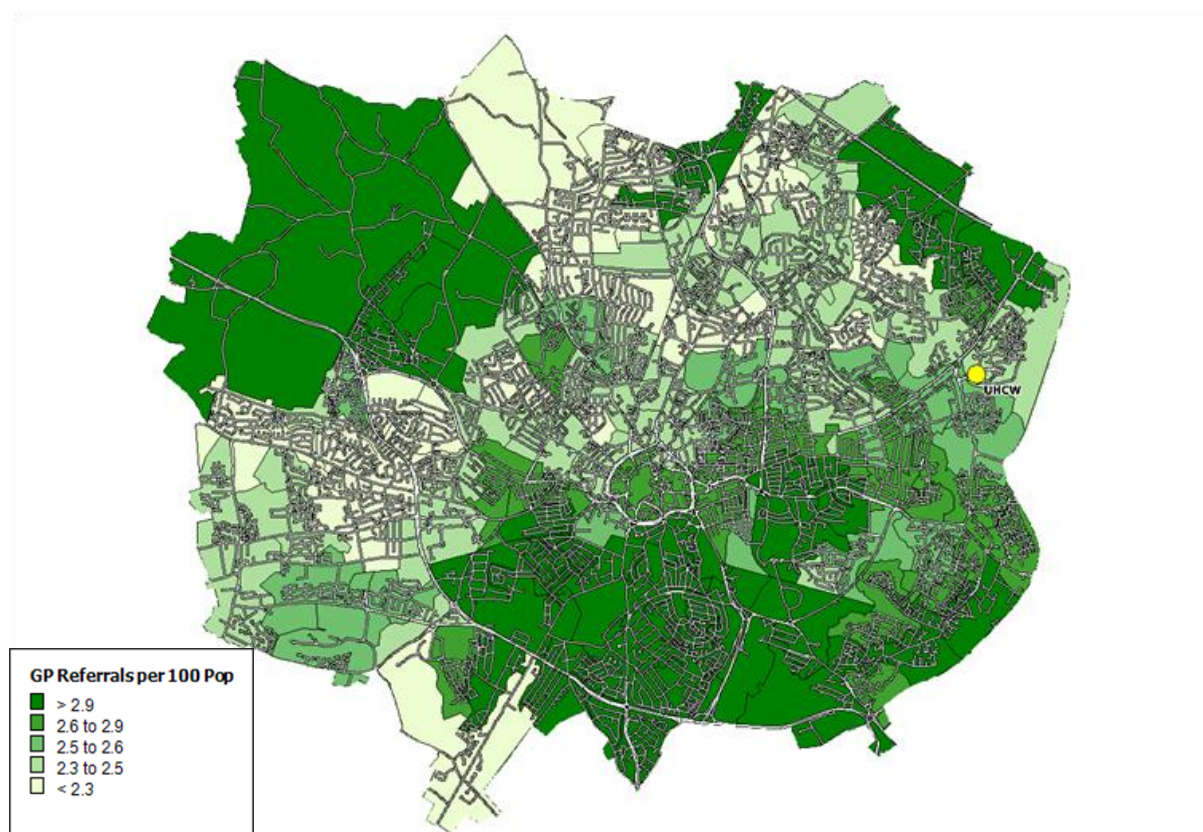 UHCW
GP Referrals per 100 Pop
> 2.9
2.6 to 2.9
2.5 to 2.6
2.3 to 2.5
< 2.3